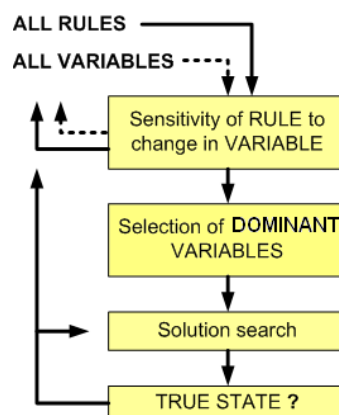 ALL RULES
ALL VARIABLES
Sensitivity of RULE to
change in VARIABLE
Selection of DOMINANT
VARIABLES
Solution search
TRUE STATE ?